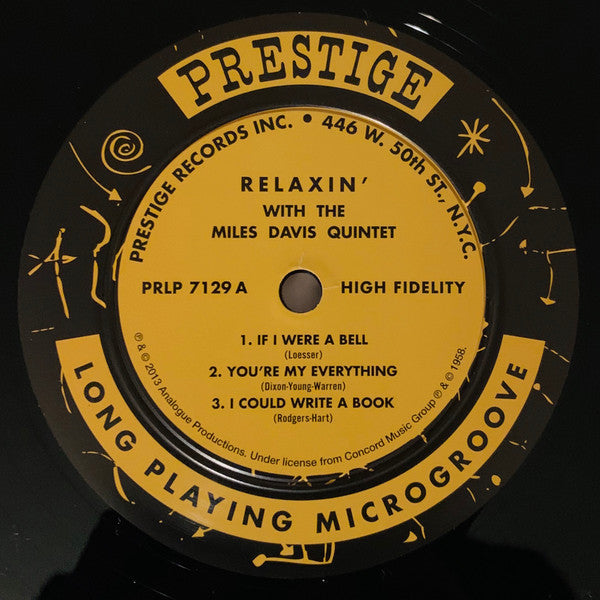 PRESTIGE
PRESTIGE RECORDS INC. • 446 W. 50th ST., N.Y.C.
RELAXIN'
WITH THE
MILES DAVIS QUINTET
PRLP 7129 A
HIGH FIDELITY
1. IF I WERE A BELL
(Loesser)
2. YOU'RE MY EVERYTHING
(Dixon-Young-Warren)
3. I COULD WRITE A BOOK
(Rodgers-Hart)
℗ & © 2013 Analogue Productions. Under license from Concord Music Group ℗ & © 1958.
LONG PLAYING MICROGROOVE